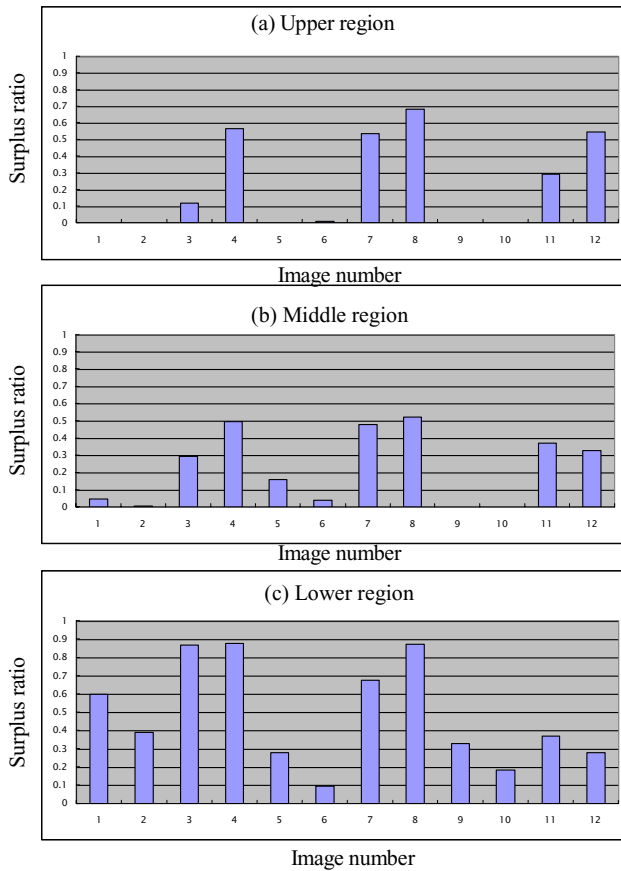 (a) Upper region
Surplus ratio
1
0.9
0.8
0.7
0.6
0.5
0.4
0.3
0.2
0.1
0
1 2 3 4 5 6 7 8 9 10 11 12
Image number
(b) Middle region
Surplus ratio
1
0.9
0.8
0.7
0.6
0.5
0.4
0.3
0.2
0.1
0
1 2 3 4 5 6 7 8 9 10 11 12
Image number
(c) Lower region
Surplus ratio
1
0.9
0.8
0.7
0.6
0.5
0.4
0.3
0.2
0.1
0
1 2 3 4 5 6 7 8 9 10 11 12
Image number